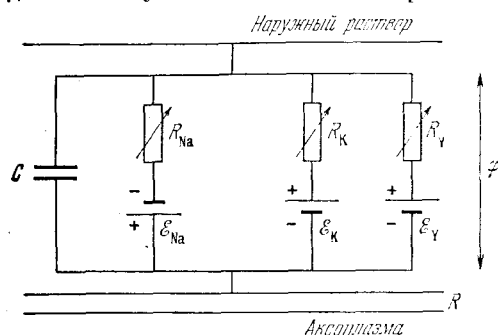 Наружный раствор
R_Na
R_K
R_Y
C
φ
- + +
+ - -
ℰ_Na
ℰ_K
ℰ_Y
R
Аксоплазма